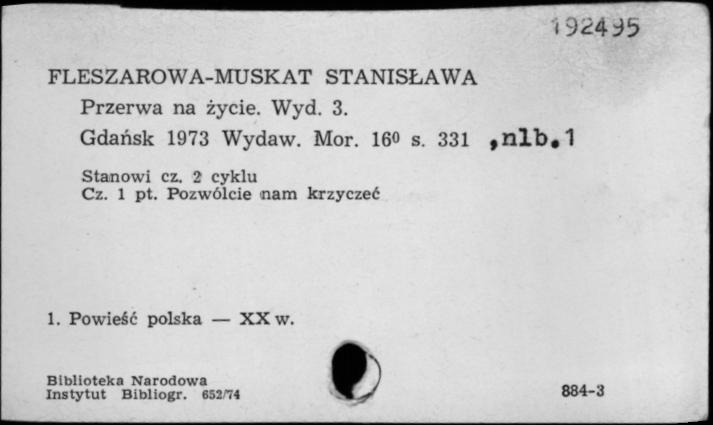 192495
FLESZAROWA-MUSKAT STANISŁAWA
Przerwa na życie. Wyd. 3.
Gdańsk 1973 Wydaw. Mor. 16⁰ s. 331 ,nlb.1
Stanowi cz. 2 cyklu
Cz. 1 pt. Pozwólcie nam krzyczeć
1. Powieść polska — XX w.
Biblioteka Narodowa
Instytut Bibliogr. 652/74
884-3